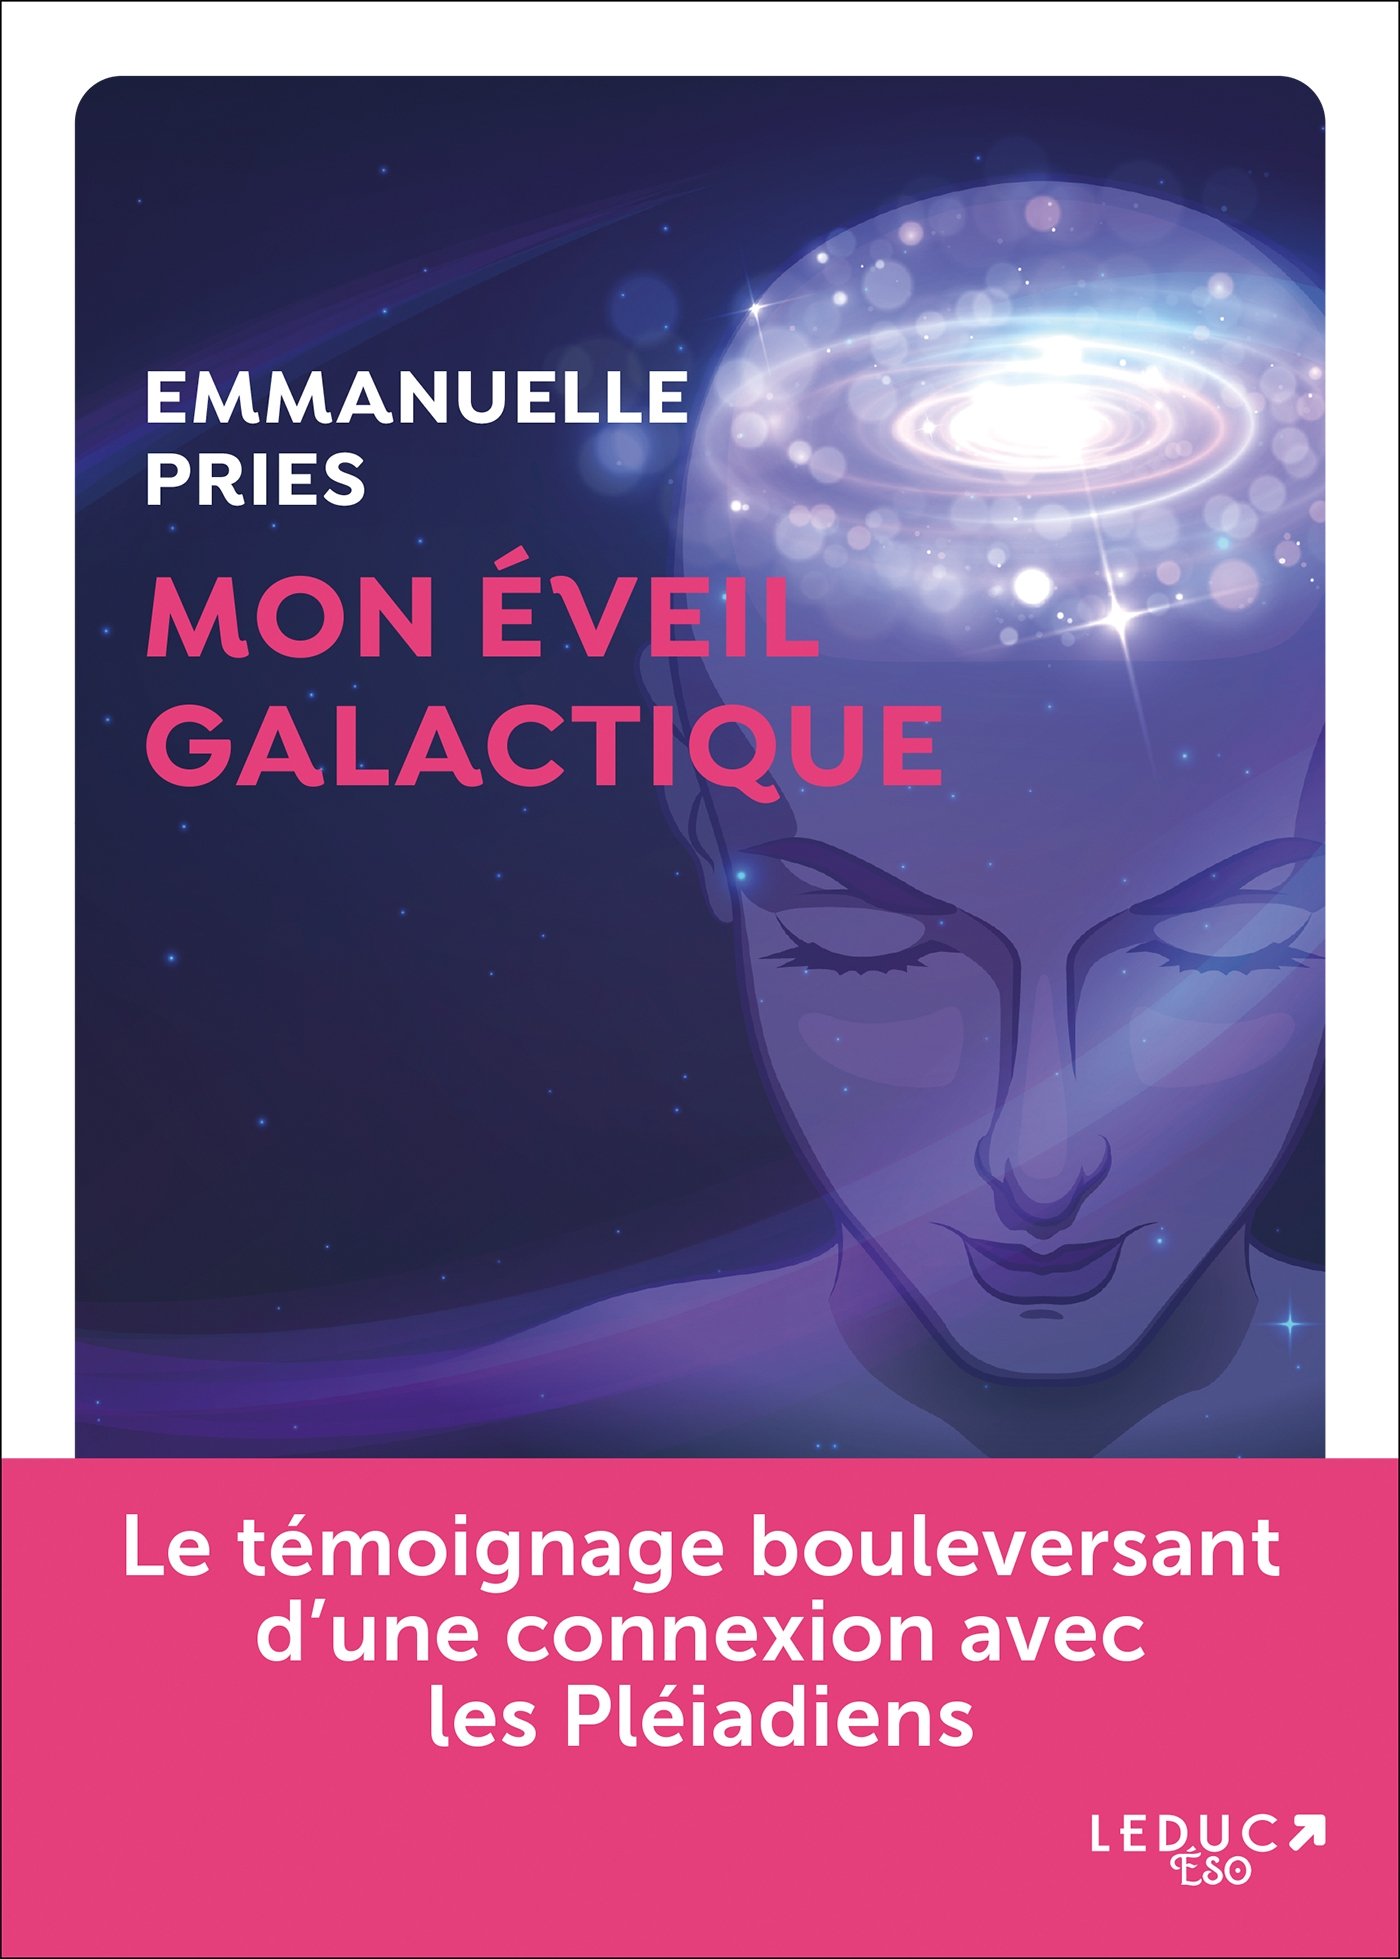 EMMANUELLE
PRIES
MON ÉVEIL
GALACTIQUE
Le témoignage bouleversant
d’une connexion avec
les Pléiadiens
LEDUC
ÉSO